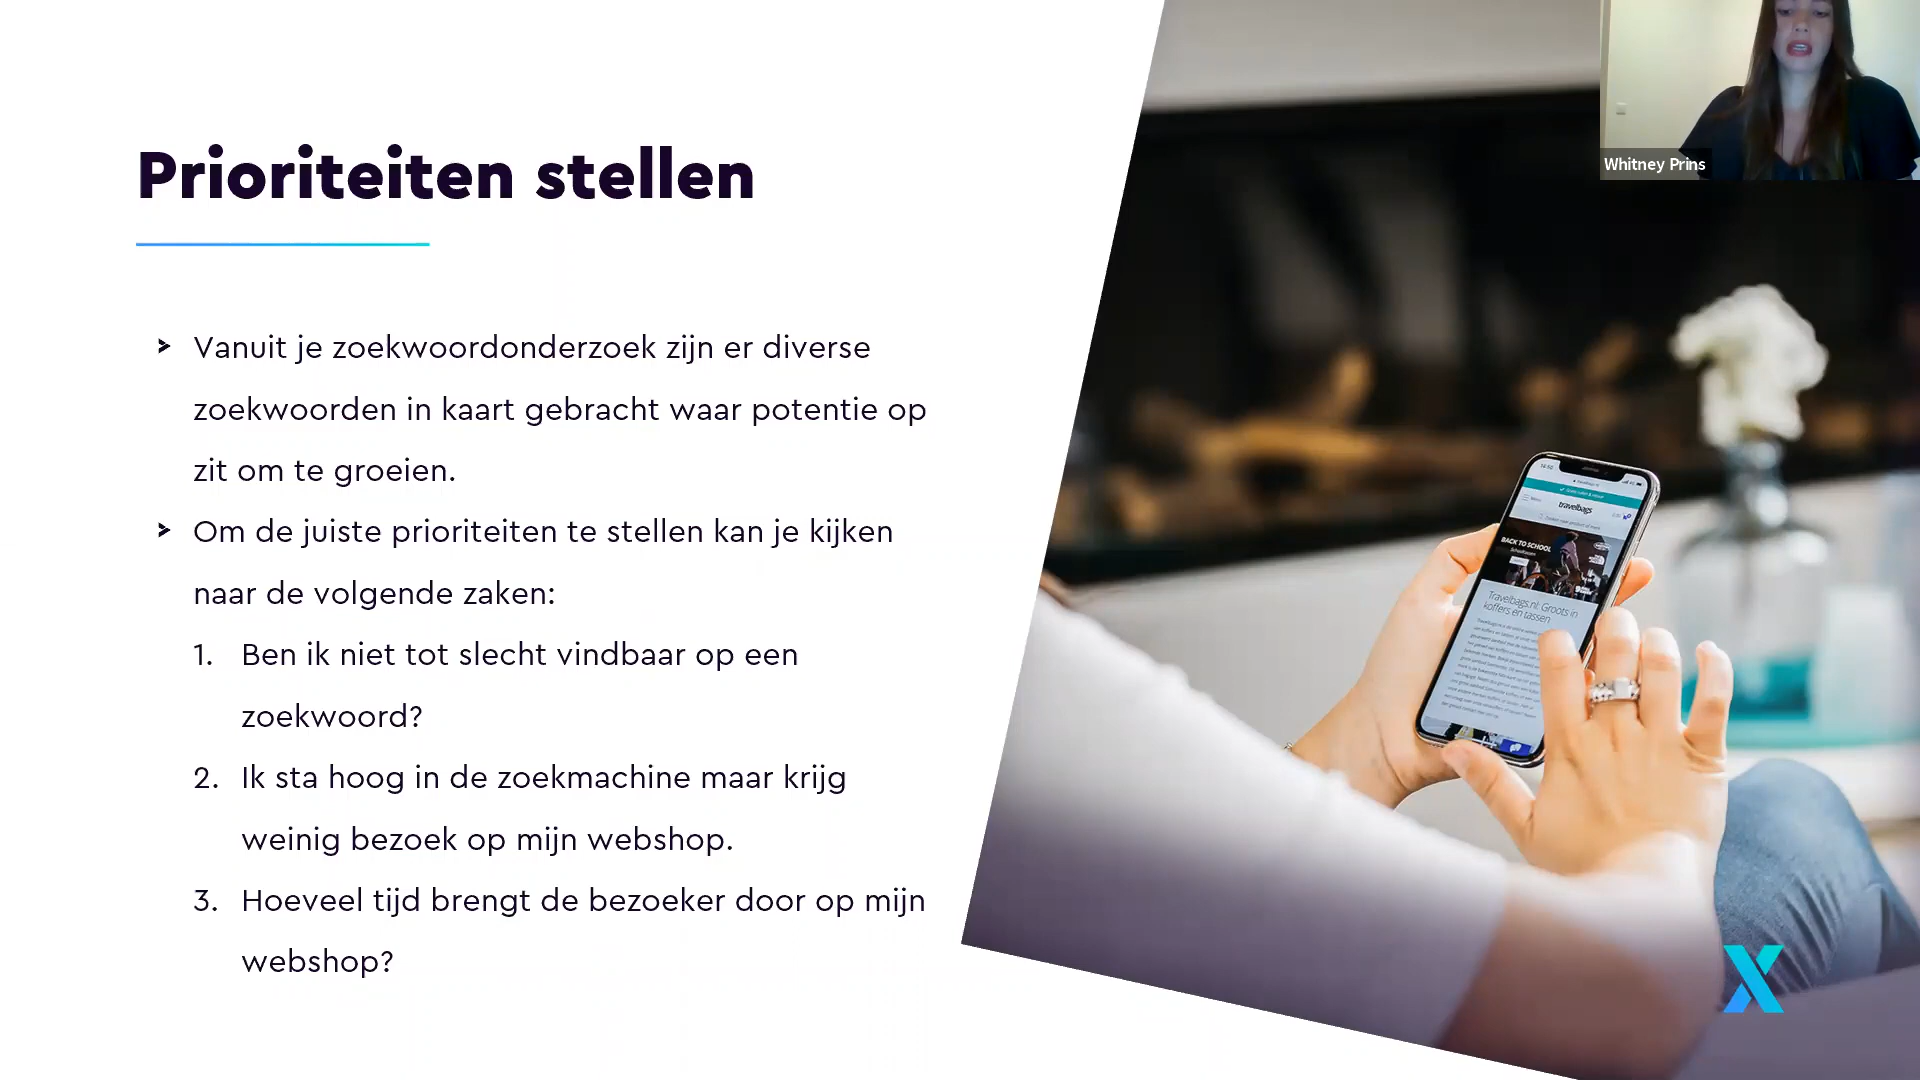 Prioriteiten stellen
Whitney Prins
Vanuit je zoekwoordonderzoek zijn er diverse
zoekwoorden in kaart gebracht waar potentie op
zit om te groeien.
Om de juiste prioriteiten te stellen kan je kijken
naar de volgende zaken:
1. Ben ik niet tot slecht vindbaar op een
zoekwoord?
2. Ik sta hoog in de zoekmachine maar krijg
weinig bezoek op mijn webshop.
3. Hoeveel tijd brengt de bezoeker door op mijn
webshop?
travelbags
BACK TO SCHOOL
Travelbags.nl: Groots in
koffers en tassen
X